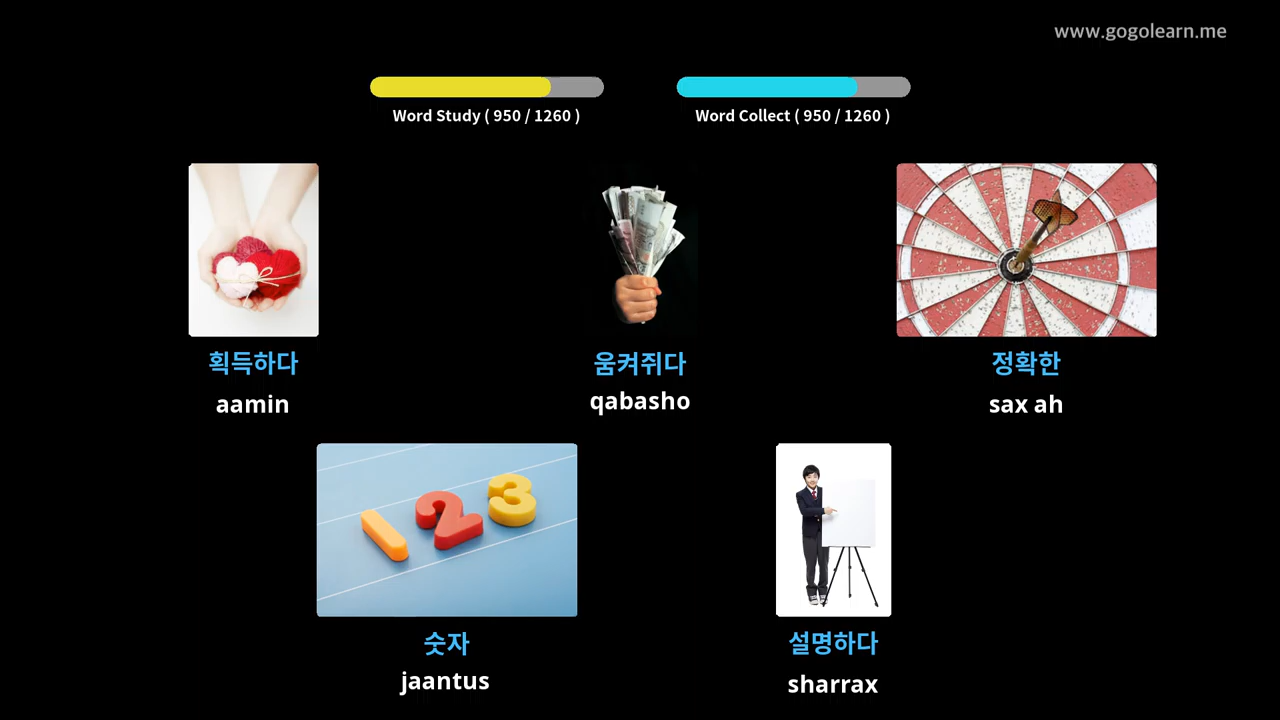 www.gogolearn.me
Word Study ( 950 / 1260 )
Word Collect ( 950 / 1260 )
획득하다
aamin
움켜쥐다
qabasho
정확한
sax ah
숫자
jaantus
설명하다
sharrax